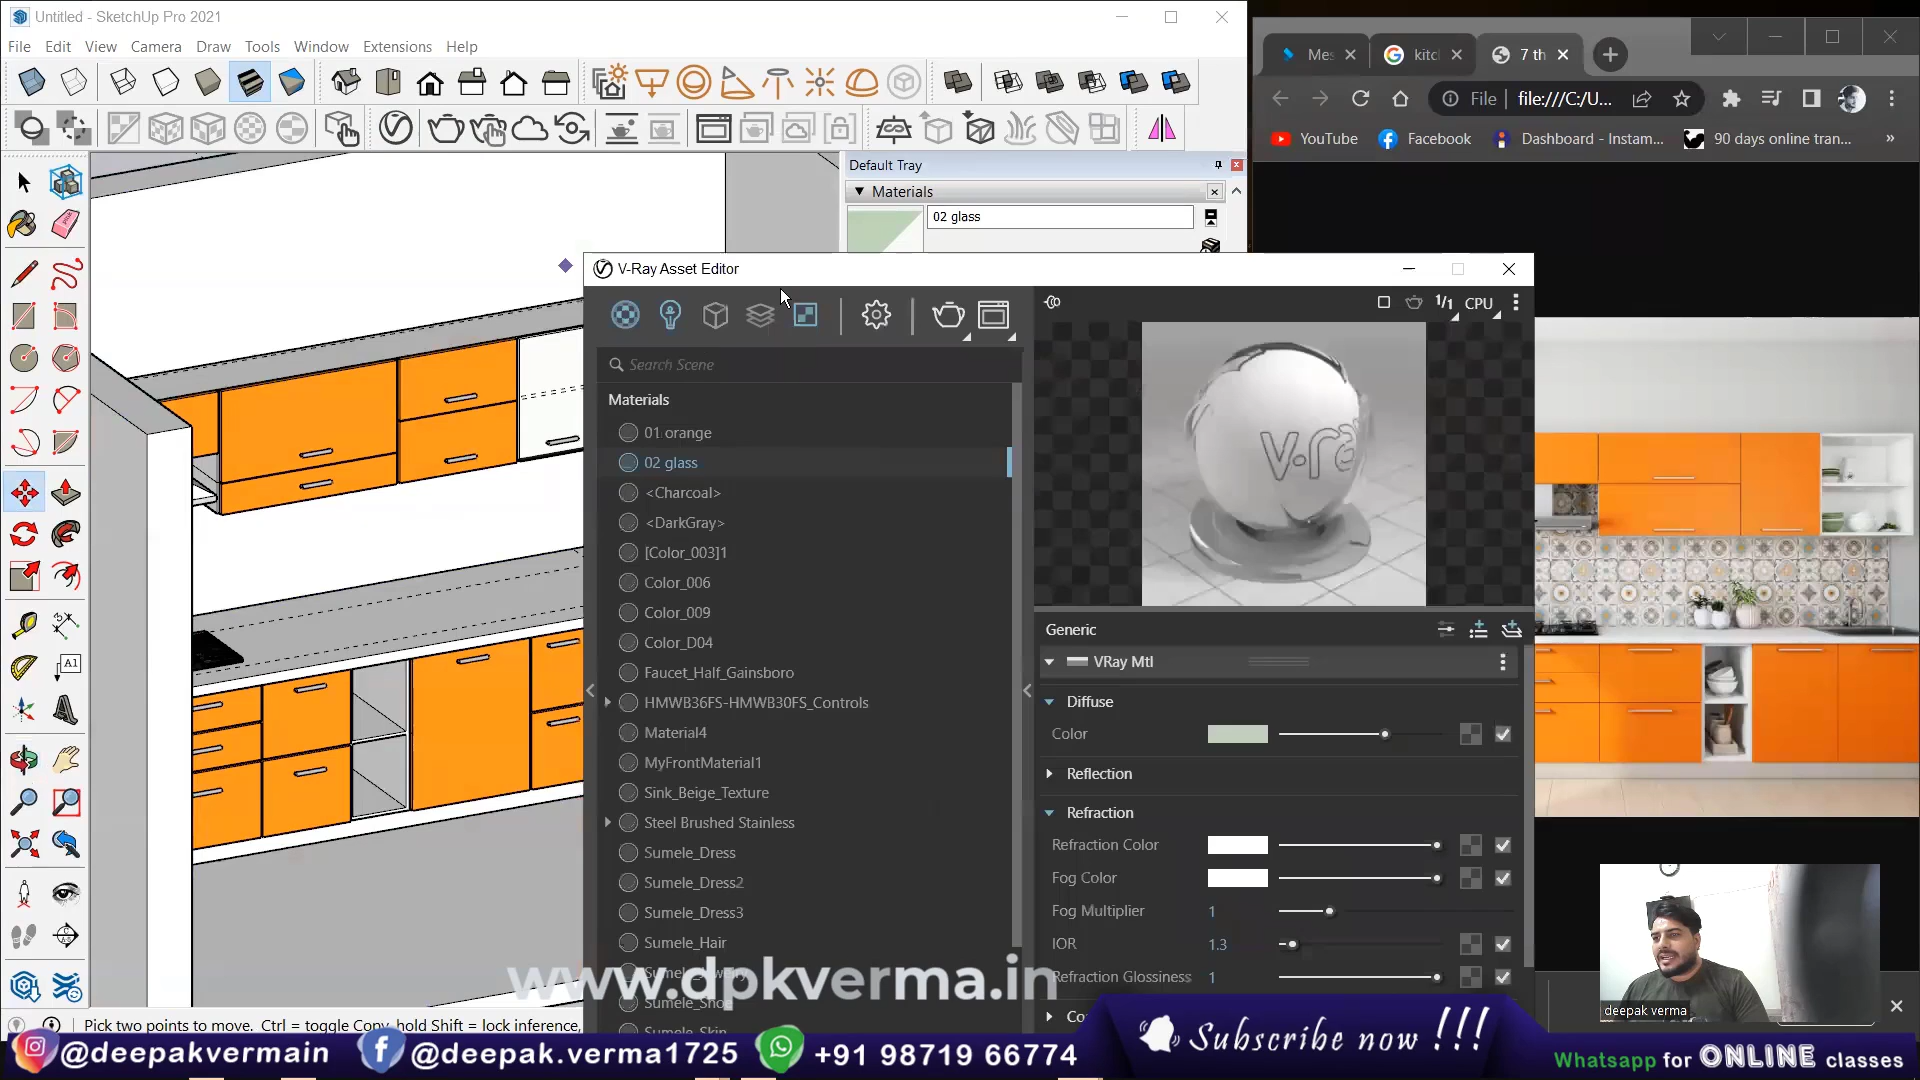 Untitled - SketchUp Pro 2021
File Edit View Camera Draw Tools Window Extensions Help
Default Tray
Materials
02 glass
V-Ray Asset Editor
Search Scene
Materials
01 orange
02 glass
<Charcoal>
<DarkGray>
[Color_003]1
Color_006
Color_009
Color_D04
Faucet_Half_Gainsboro
HMWB36FS-HMWB30FS_Controls
Material4
MyFrontMaterial1
Sink_Beige_Texture
Steel Brushed Stainless
Sumele_Dress
Sumele_Dress2
Sumele_Dress3
Sumele_Hair
1/1 CPU
Generic
VRay Mtl
Diffuse
Color
Reflection
Refraction
Refraction Color
Fog Color
Fog Multiplier 1
IOR 1.3
Refraction Glossiness 1
Mes
kitch
7 th
File file:///C:/U...
YouTube Facebook Dashboard - Instam... 90 days online tran... »
www.dpkverma.in
deepak verma
Pick two points to move. Ctrl = toggle Copy, hold Shift = lock inference,
@deepakvermain @deepak.verma1725 +91 98719 66774
Subscribe now !!!
Whatsapp for ONLINE classes